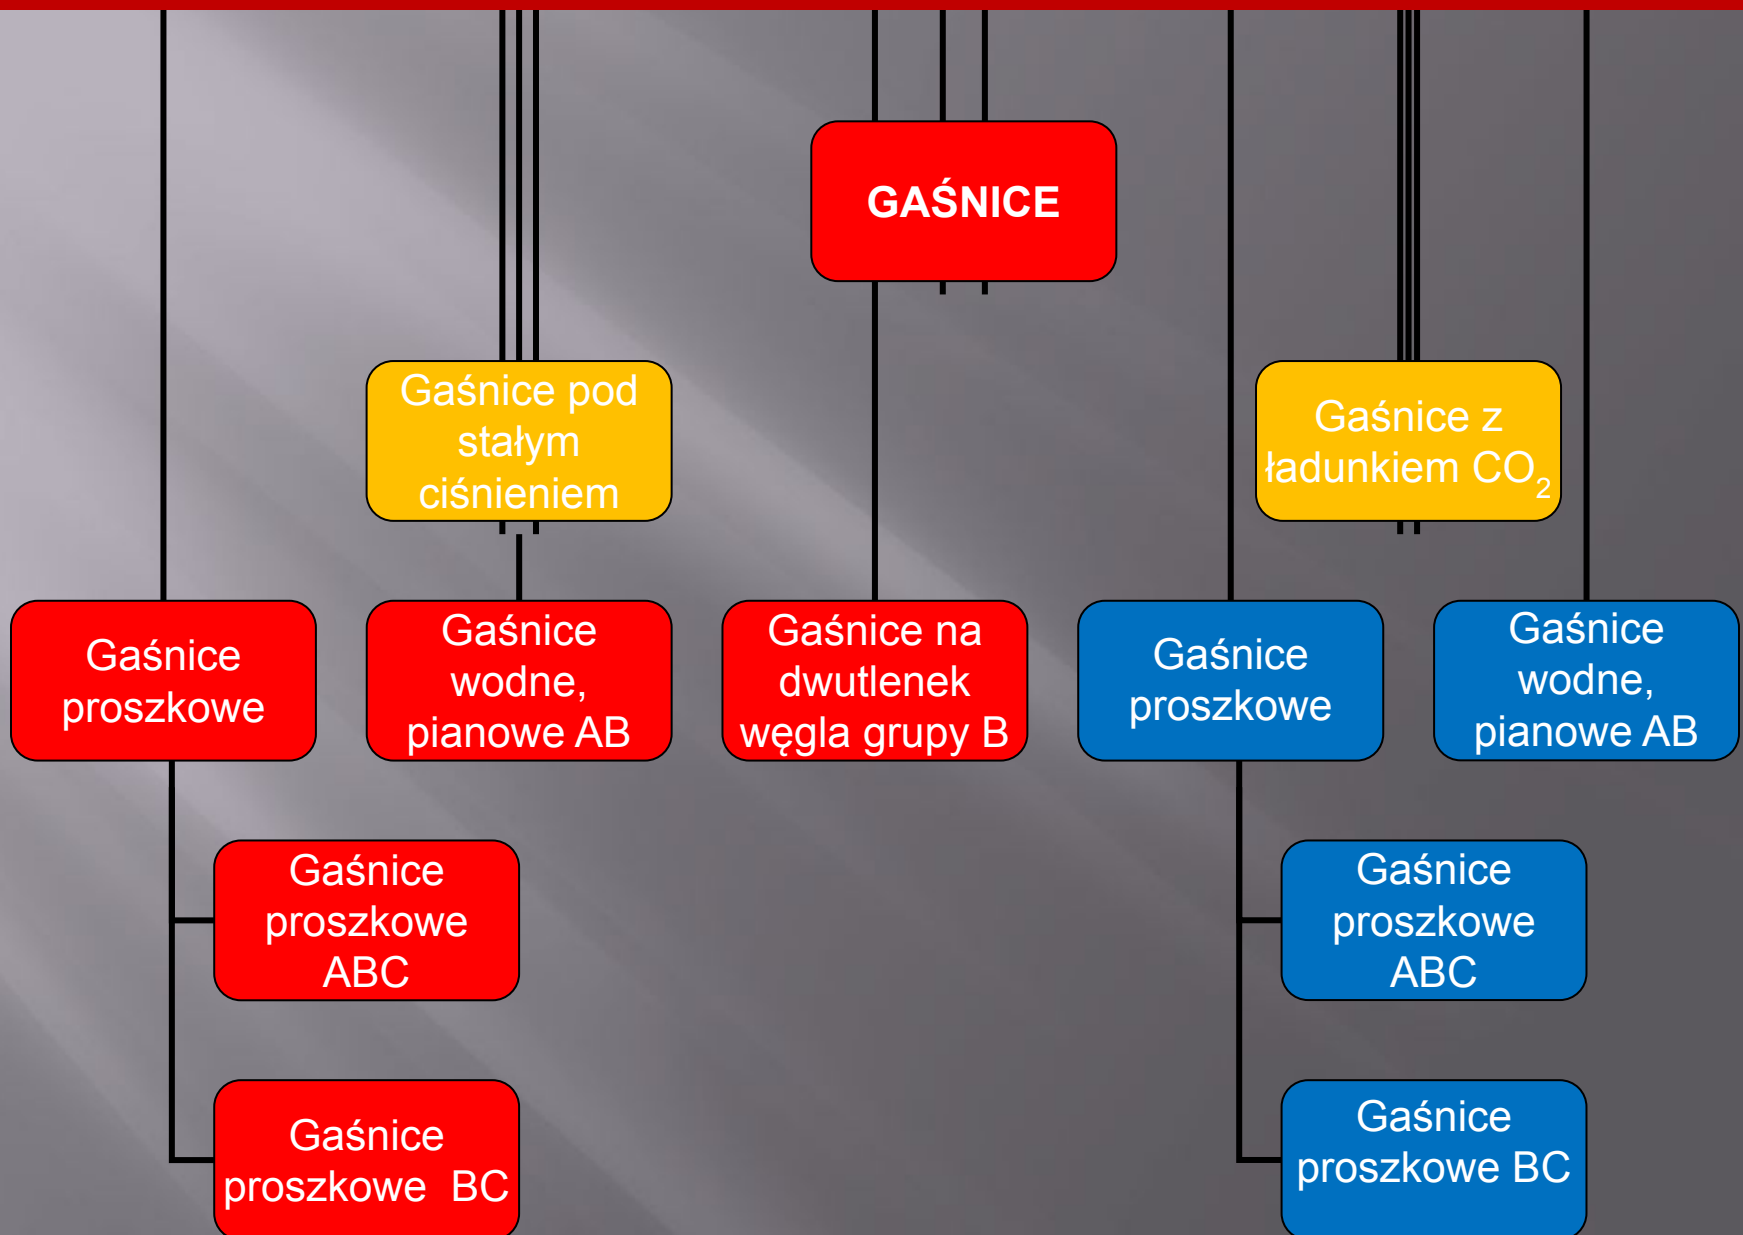 GAŚNICE
Gaśnice pod
stałym
ciśnieniem
Gaśnice z
ładunkiem CO₂
Gaśnice
proszkowe
Gaśnice
wodne,
pianowe AB
Gaśnice na
dwutlenek
węgla grupy B
Gaśnice
proszkowe
Gaśnice
wodne,
pianowe AB
Gaśnice
proszkowe
ABC
Gaśnice
proszkowe
ABC
Gaśnice
proszkowe BC
Gaśnice
proszkowe BC